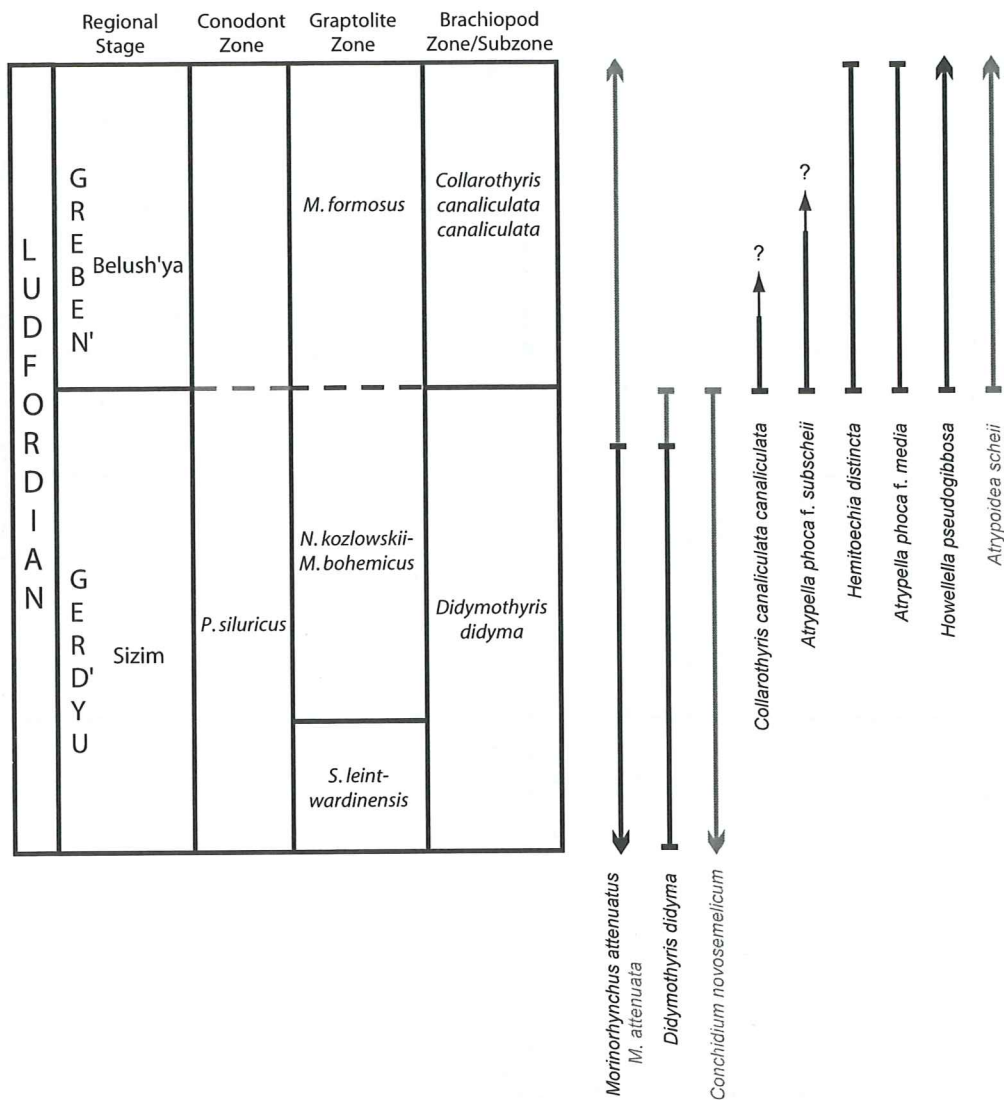 Regional
Stage
Conodont
Zone
Graptolite
Zone
Brachiopod
Zone/Subzone
LUDFORDIAN
GREBEN'
Belush'ya
M. formosus
Collarothyris
canaliculata
canaliculata
GERD'YU
Sizim
P. siluricus
N. kozlowskii-
M. bohemicus
S. leint-
wardinensis
Didymothyris
didyma
?
?
Morinorhynchus attenuatus
M. attenuata
Didymothyris didyma
Conchidium novosemelicum
Collarothyris canaliculata canaliculata
Atrypella phoca f. subscheii
Hemitoechia distincta
Atrypella phoca f. media
Howellella pseudogibbosa
Atrypoidea scheii